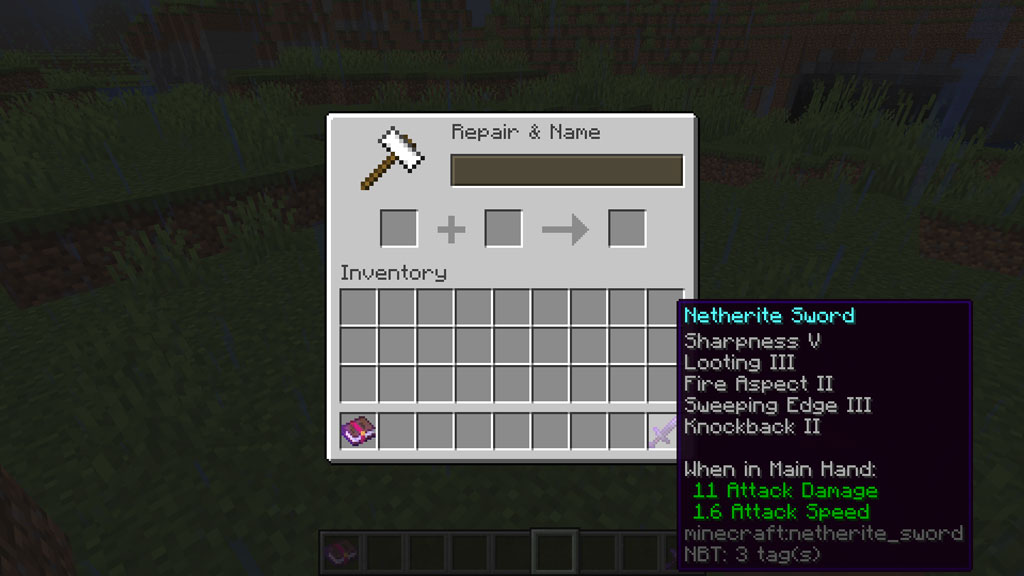 Repair & Name
Inventory
Netherite Sword
Sharpness V
Looting III
Fire Aspect II
Sweeping Edge III
Knockback II
When in Main Hand:
11 Attack Damage
1.6 Attack Speed
minecraft:netherite_sword
NBT: 3 tag(s)